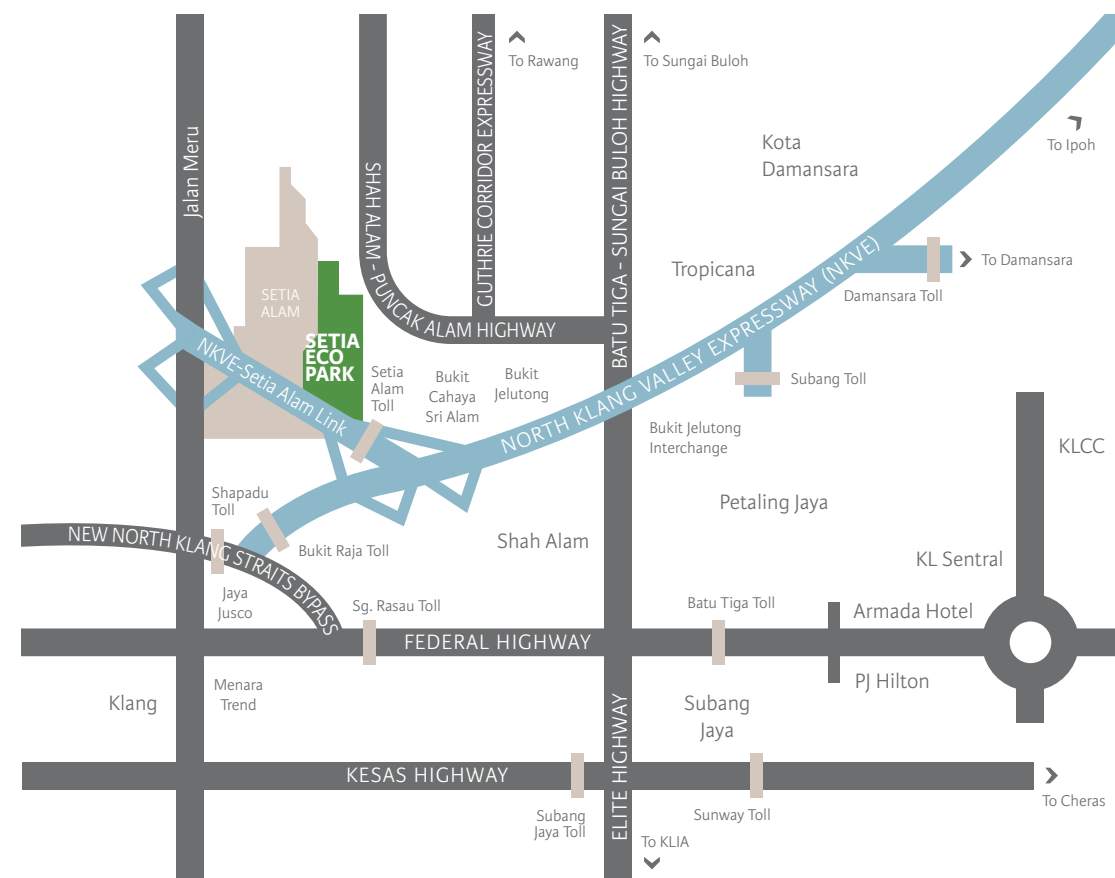 To Rawang
To Sungai Buloh
Jalan Meru
SHAH ALAM - PUNCAK ALAM HIGHWAY
GUTHRIE CORRIDOR EXPRESSWAY
BATU TIGA - SUNGAI BULOH HIGHWAY
Kota
Damansara
To Ipoh
Tropicana
To Damansara
Damansara Toll
SETIA
ALAM
SETIA
ECO
PARK
NKVE-Setia Alam Link
Setia
Alam
Toll
Bukit
Cahaya
Sri Alam
Bukit
Jelutong
NORTH KLANG VALLEY EXPRESSWAY (NKVE)
Subang Toll
Bukit Jelutong
Interchange
KLCC
Petaling Jaya
Shapadu
Toll
NEW NORTH KLANG STRAITS BYPASS
Bukit Raja Toll
Shah Alam
KL Sentral
Jaya
Jusco
Sg. Rasau Toll
Batu Tiga Toll
Armada Hotel
FEDERAL HIGHWAY
PJ Hilton
Klang
Menara
Trend
Subang
Jaya
KESAS HIGHWAY
ELITE HIGHWAY
To Cheras
Subang
Jaya Toll
Sunway Toll
To KLIA